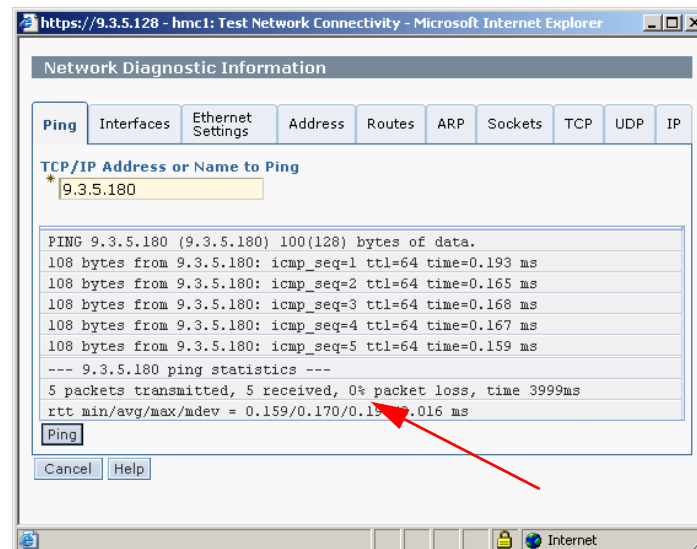 https://9.3.5.128 - hmc1: Test Network Connectivity - Microsoft Internet Explorer
Network Diagnostic Information
Ping Interfaces Ethernet Settings Address Routes ARP Sockets TCP UDP IP
TCP/IP Address or Name to Ping
* 9.3.5.180
PING 9.3.5.180 (9.3.5.180) 100(128) bytes of data.
108 bytes from 9.3.5.180: icmp_seq=1 ttl=64 time=0.193 ms
108 bytes from 9.3.5.180: icmp_seq=2 ttl=64 time=0.165 ms
108 bytes from 9.3.5.180: icmp_seq=3 ttl=64 time=0.168 ms
108 bytes from 9.3.5.180: icmp_seq=4 ttl=64 time=0.167 ms
108 bytes from 9.3.5.180: icmp_seq=5 ttl=64 time=0.159 ms
--- 9.3.5.180 ping statistics ---
5 packets transmitted, 5 received, 0% packet loss, time 3999ms
rtt min/avg/max/mdev = 0.159/0.170/ ms
Ping
Cancel Help
Internet